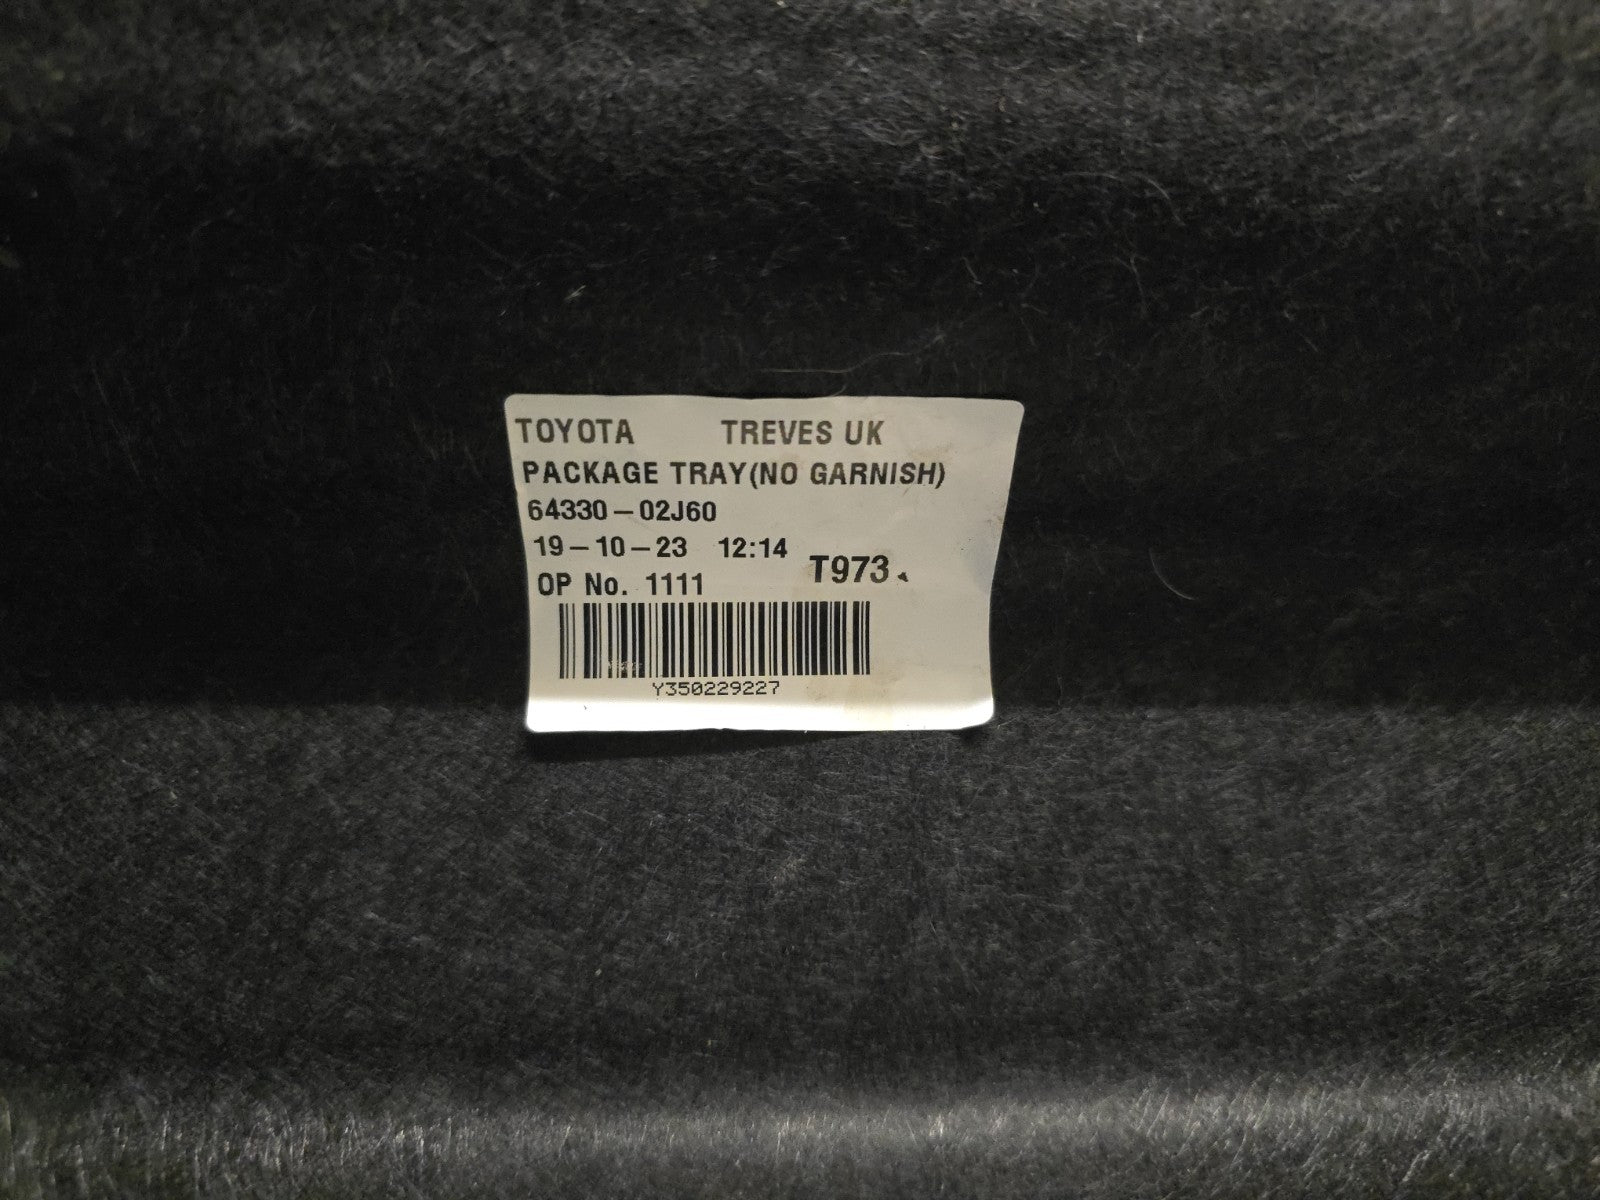 TOYOTA TREVES UK
PACKAGE TRAY(NO GARNISH)
64330-02J60
19-10-23 12:14
T973
OP No. 1111
Y350229227